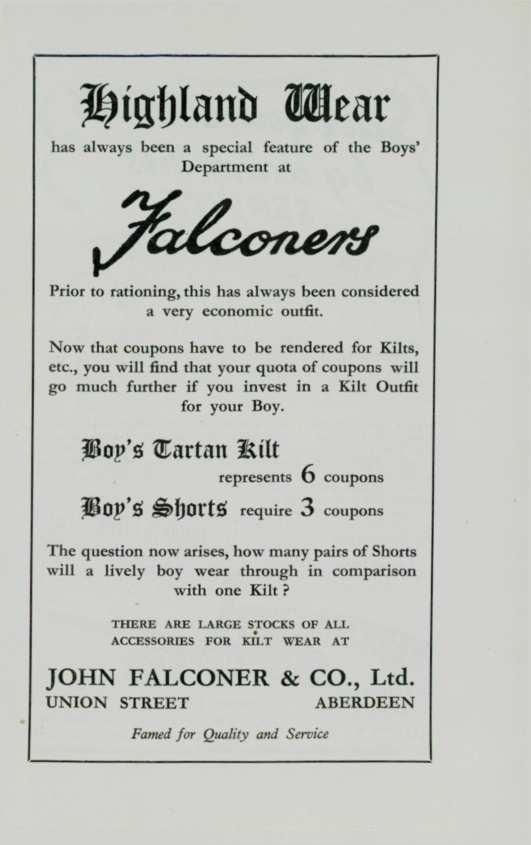 Highland Wear
has always been a special feature of the Boys'
Department at
Falconers
Prior to rationing, this has always been considered
a very economic outfit.
Now that coupons have to be rendered for Kilts,
etc., you will find that your quota of coupons will
go much further if you invest in a Kilt Outfit
for your Boy.
Boy's Tartan Kilt
represents 6 coupons
Boy's Shorts require 3 coupons
The question now arises, how many pairs of Shorts
will a lively boy wear through in comparison
with one Kilt ?
THERE ARE LARGE STOCKS OF ALL
ACCESSORIES FOR KILT WEAR AT
JOHN FALCONER & CO., Ltd.
UNION STREET ABERDEEN
Famed for Quality and Service